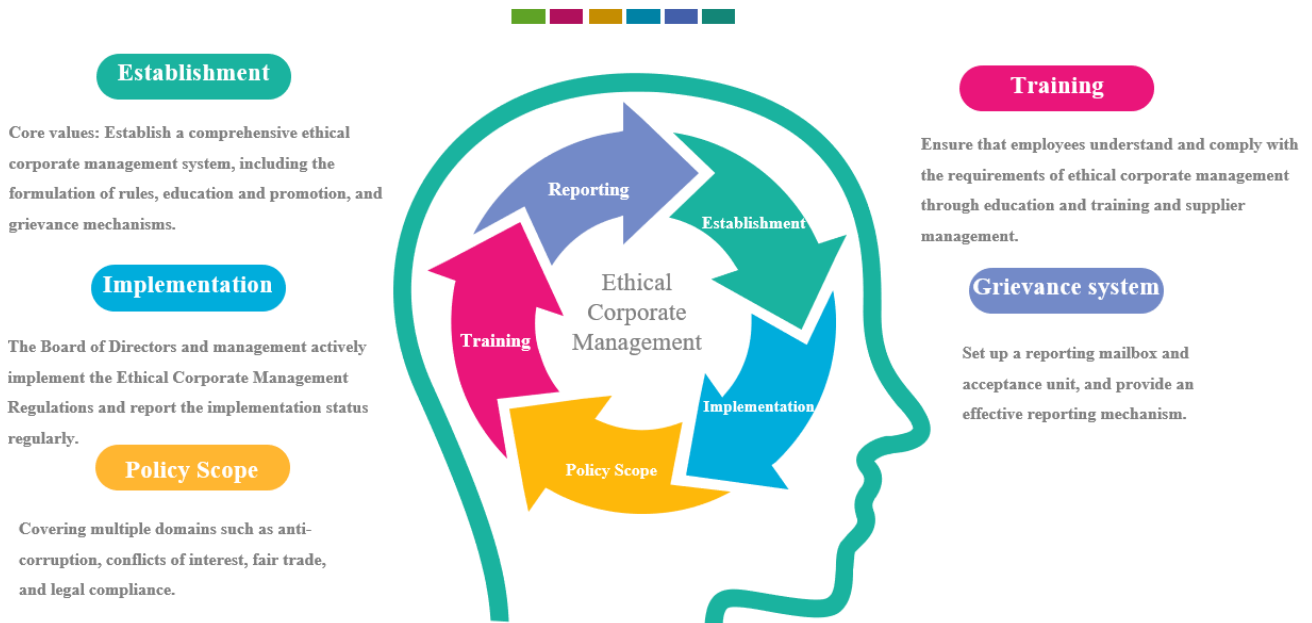 Establishment
Core values: Establish a comprehensive ethical
corporate management system, including the
formulation of rules, education and promotion, and
grievance mechanisms.
Implementation
The Board of Directors and management actively
implement the Ethical Corporate Management
Regulations and report the implementation status
regularly.
Policy Scope
Covering multiple domains such as anti-
corruption, conflicts of interest, fair trade,
and legal compliance.
Reporting
Establishment
Ethical
Corporate
Management
Training
Implementation
Policy Scope
Training
Ensure that employees understand and comply with
the requirements of ethical corporate management
through education and training and supplier
management.
Grievance system
Set up a reporting mailbox and
acceptance unit, and provide an
effective reporting mechanism.